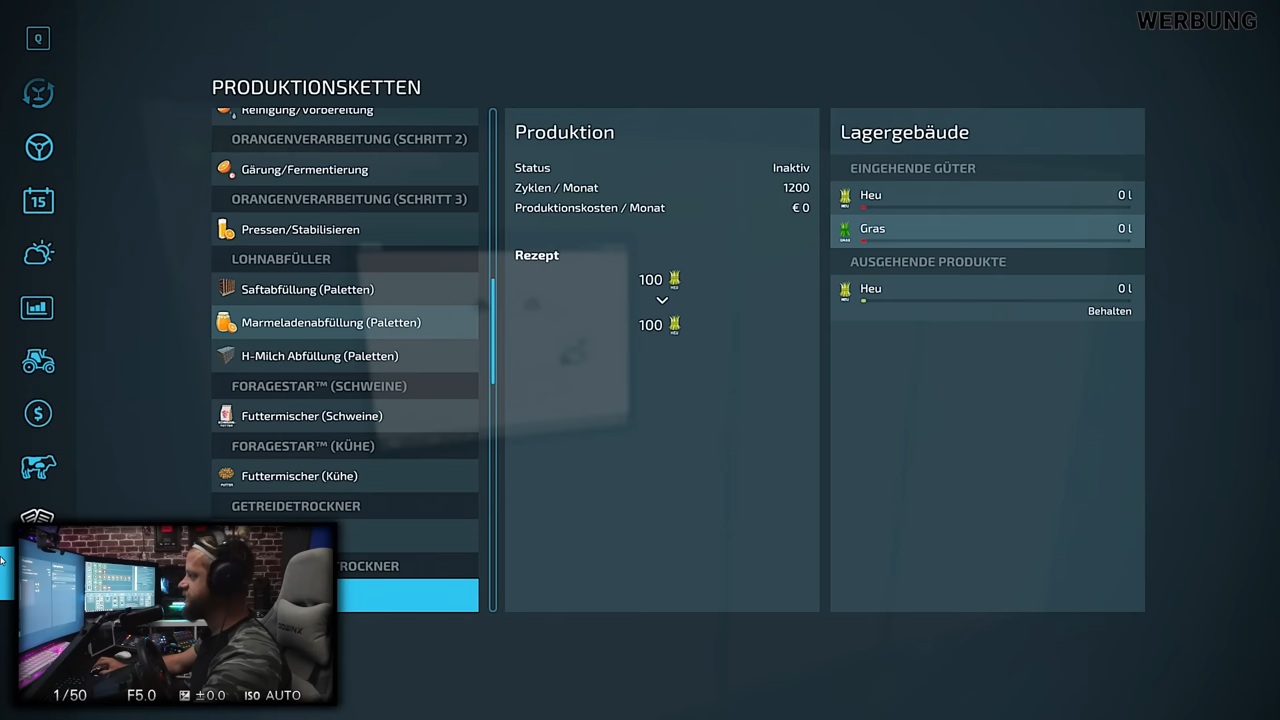 WERBUNG
Q
PRODUKTIONSKETTEN
Reinigung/Vorbereitung
ORANGENVERARBEITUNG (SCHRITT 2)
Gärung/Fermentierung
ORANGENVERARBEITUNG (SCHRITT 3)
Pressen/Stabilisieren
LOHNABFÜLLER
Saftabfüllung (Paletten)
Marmeladenabfüllung (Paletten)
H-Milch Abfüllung (Paletten)
FORAGESTAR™ (SCHWEINE)
Futtermischer (Schweine)
FORAGESTAR™ (KÜHE)
Futtermischer (Kühe)
GETREIDETROCKNER
TROCKNER
Produktion
Status Inaktiv
Zyklen / Monat 1200
Produktionskosten / Monat € 0
Rezept
100
100
Lagergebäude
EINGEHENDE GÜTER
Heu 0 l
Gras 0 l
AUSGEHENDE PRODUKTE
Heu 0 l
Behalten
15
$
1/50 F5.0 ±0.0 ISO AUTO